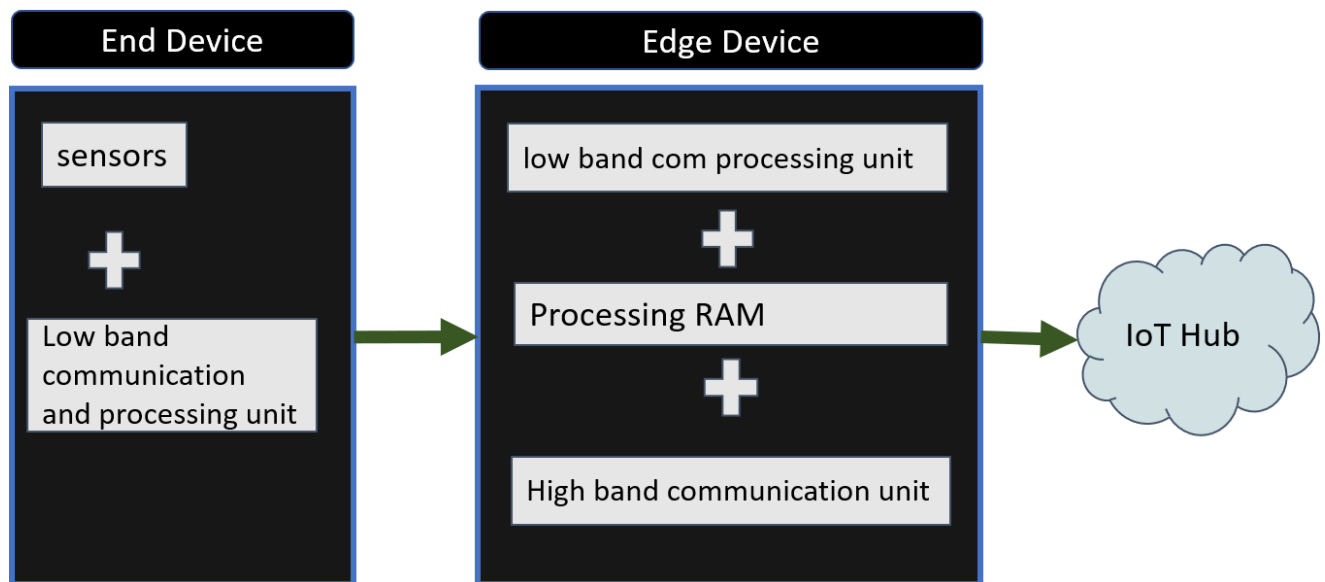 End Device
Edge Device
sensors
Low band
communication
and processing unit
low band com processing unit
Processing RAM
High band communication unit
IoT Hub